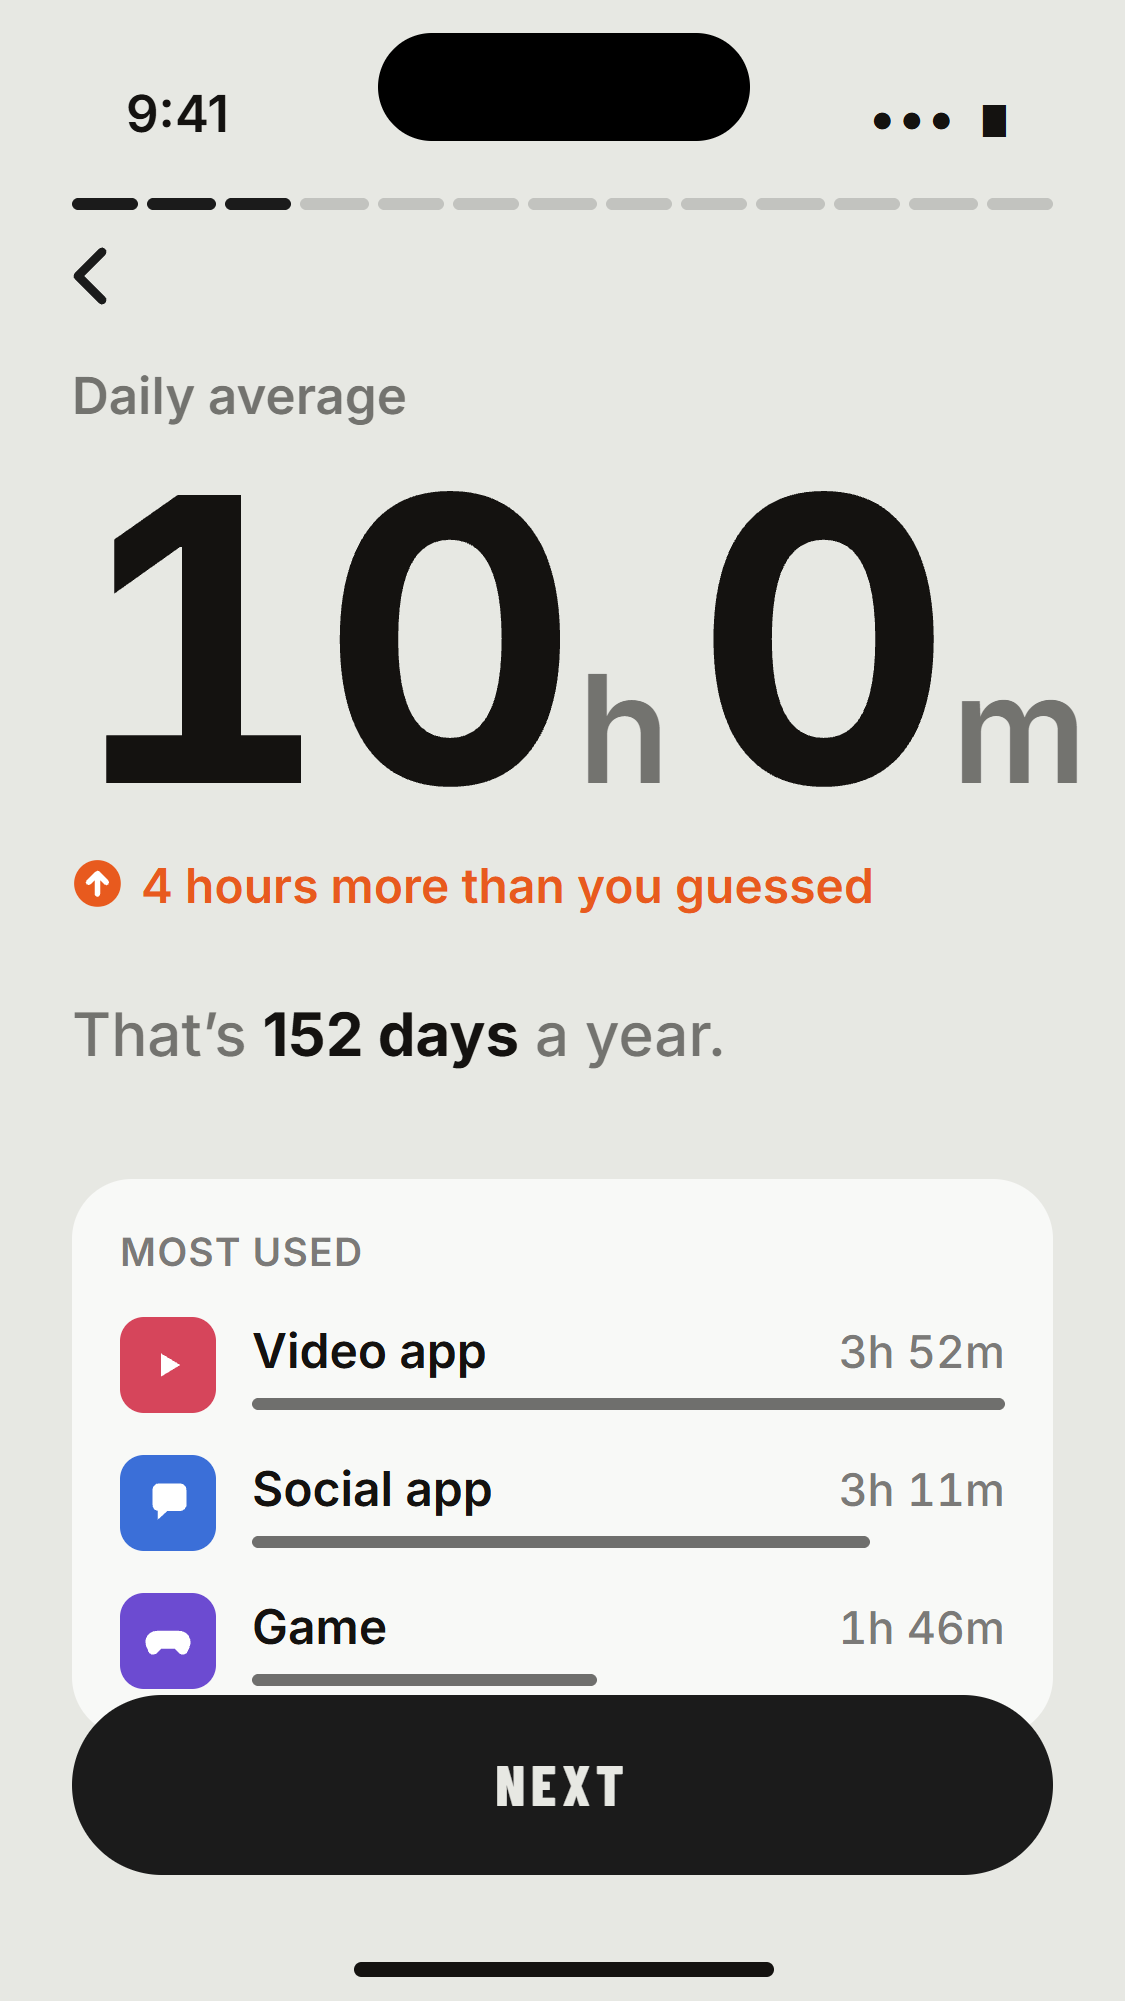 9:41
Daily average
10h 0m
4 hours more than you guessed
That’s 152 days a year.
MOST USED
Video app 3h 52m
Social app 3h 11m
Game 1h 46m
NEXT